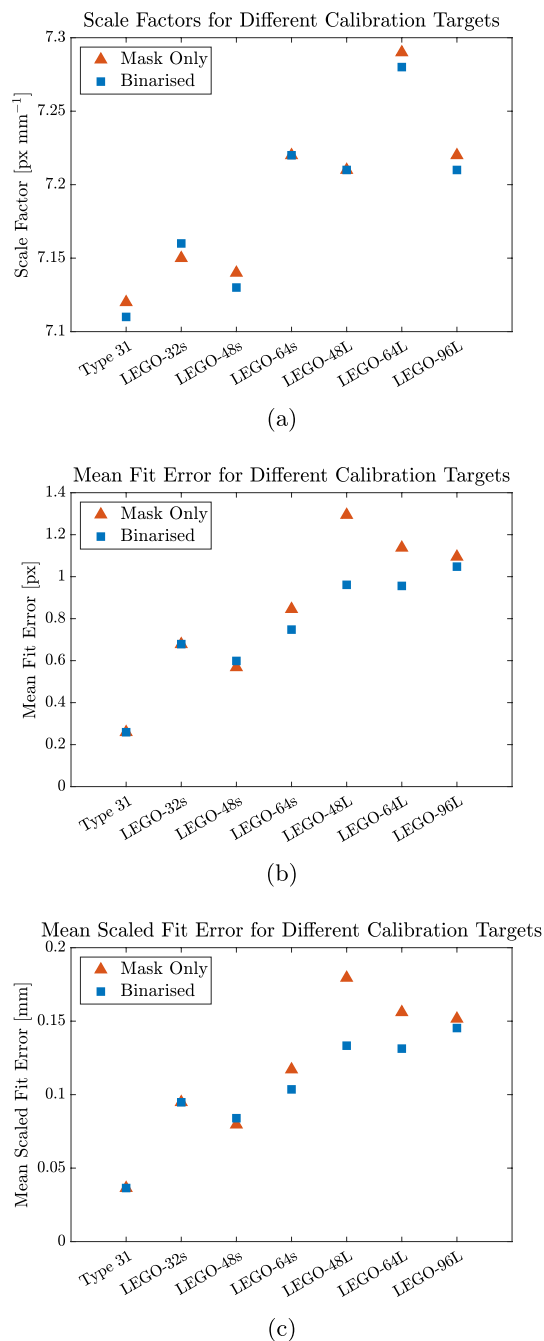 Scale Factors for Different Calibration Targets
7.3
7.25
7.2
7.15
7.1
Scale Factor [px mm⁻¹]
Mask Only
Binarised
Type 31
LEGO-32s
LEGO-48s
LEGO-64s
LEGO-48L
LEGO-64L
LEGO-96L
(a)
Mean Fit Error for Different Calibration Targets
1.4
1.2
1
0.8
0.6
0.4
0.2
0
Mean Fit Error [px]
Mask Only
Binarised
Type 31
LEGO-32s
LEGO-48s
LEGO-64s
LEGO-48L
LEGO-64L
LEGO-96L
(b)
Mean Scaled Fit Error for Different Calibration Targets
0.2
0.15
0.1
0.05
0
Mean Scaled Fit Error [mm]
Mask Only
Binarised
Type 31
LEGO-32s
LEGO-48s
LEGO-64s
LEGO-48L
LEGO-64L
LEGO-96L
(c)